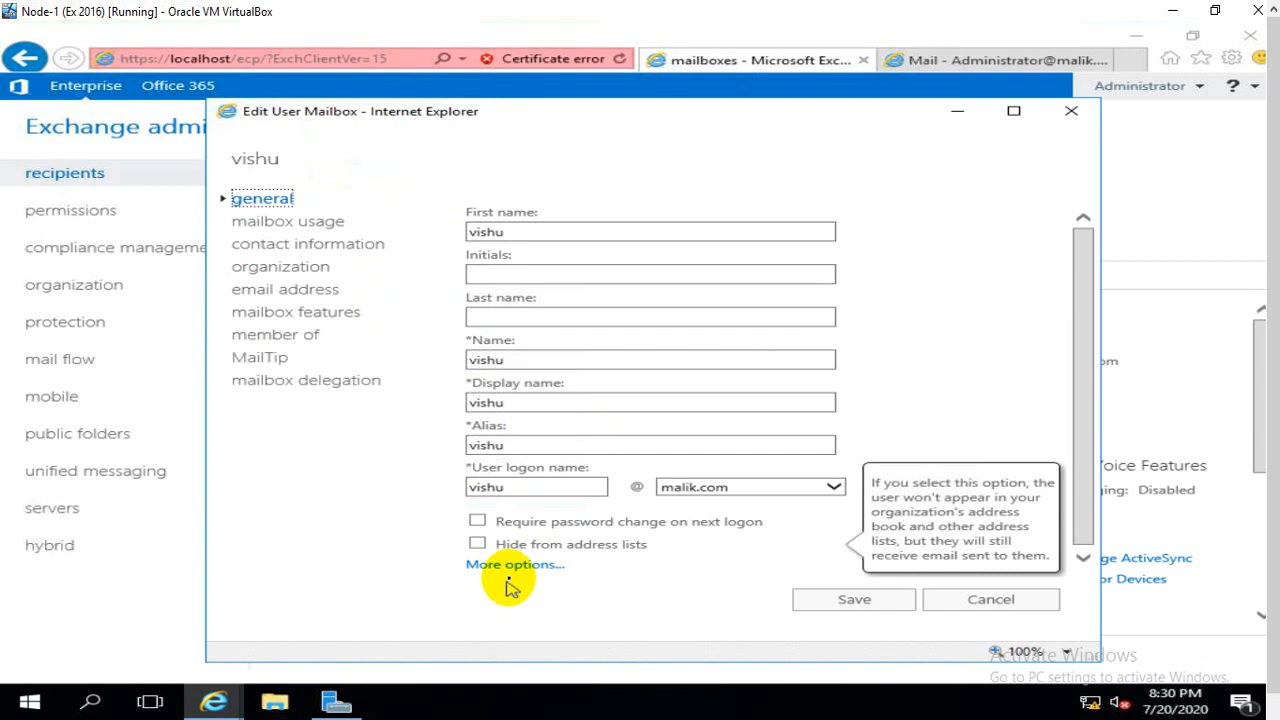 Node-1 (Ex 2016) [Running] - Oracle VM VirtualBox
https://localhost/ecp/?ExchClientVer=15
Certificate error
mailboxes - Microsoft Exc...
Mail - Administrator@malik....
Enterprise
Office 365
Administrator
?
Exchange admi
Edit User Mailbox - Internet Explorer
vishu
recipients
permissions
compliance manageme
organization
protection
mail flow
mobile
public folders
unified messaging
servers
hybrid
general
mailbox usage
contact information
organization
email address
mailbox features
member of
MailTip
mailbox delegation
First name:
vishu
Initials:
Last name:
*Name:
vishu
*Display name:
vishu
*Alias:
vishu
*User logon name:
vishu
@
malik.com
Require password change on next logon
Hide from address lists
More options...
If you select this option, the
user won't appear in your
organization's address
book and other address
lists, but they will still
receive email sent to them.
Save
Cancel
100%
om
Voice Features
ging: Disabled
ge ActiveSync
or Devices
Activate Windows
Go to PC settings to activate Windows.
8:30 PM
7/20/2020
1